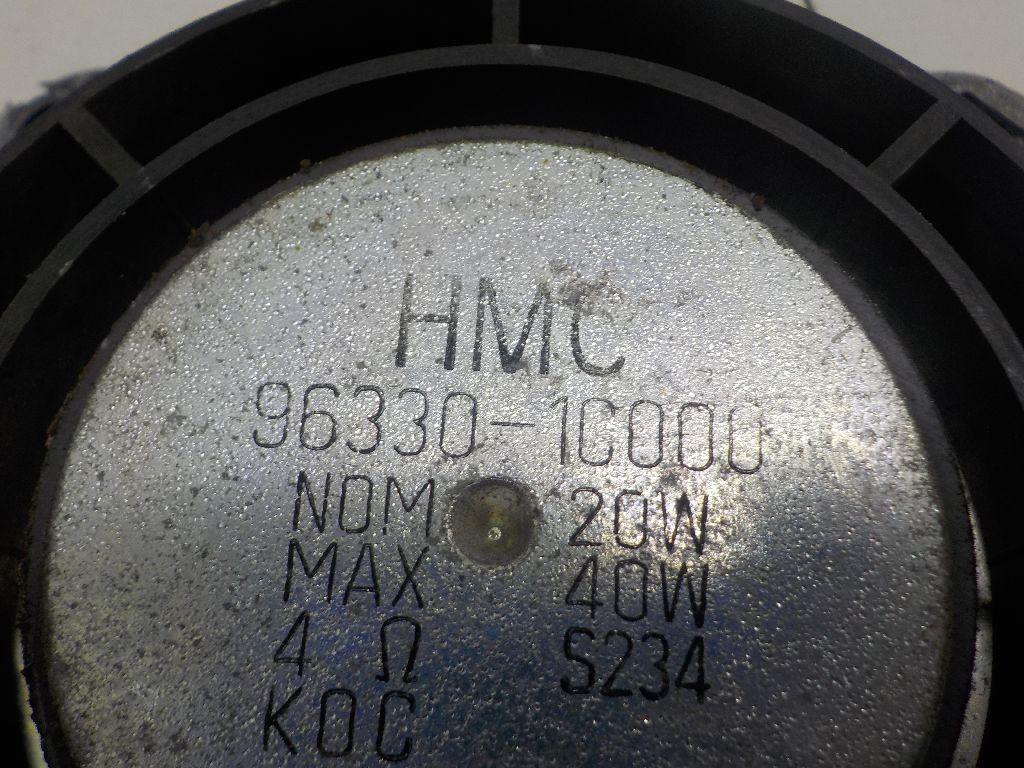 HMC
96330-1C000
NOM 20W
MAX 40W
4 Ω S234
KOC